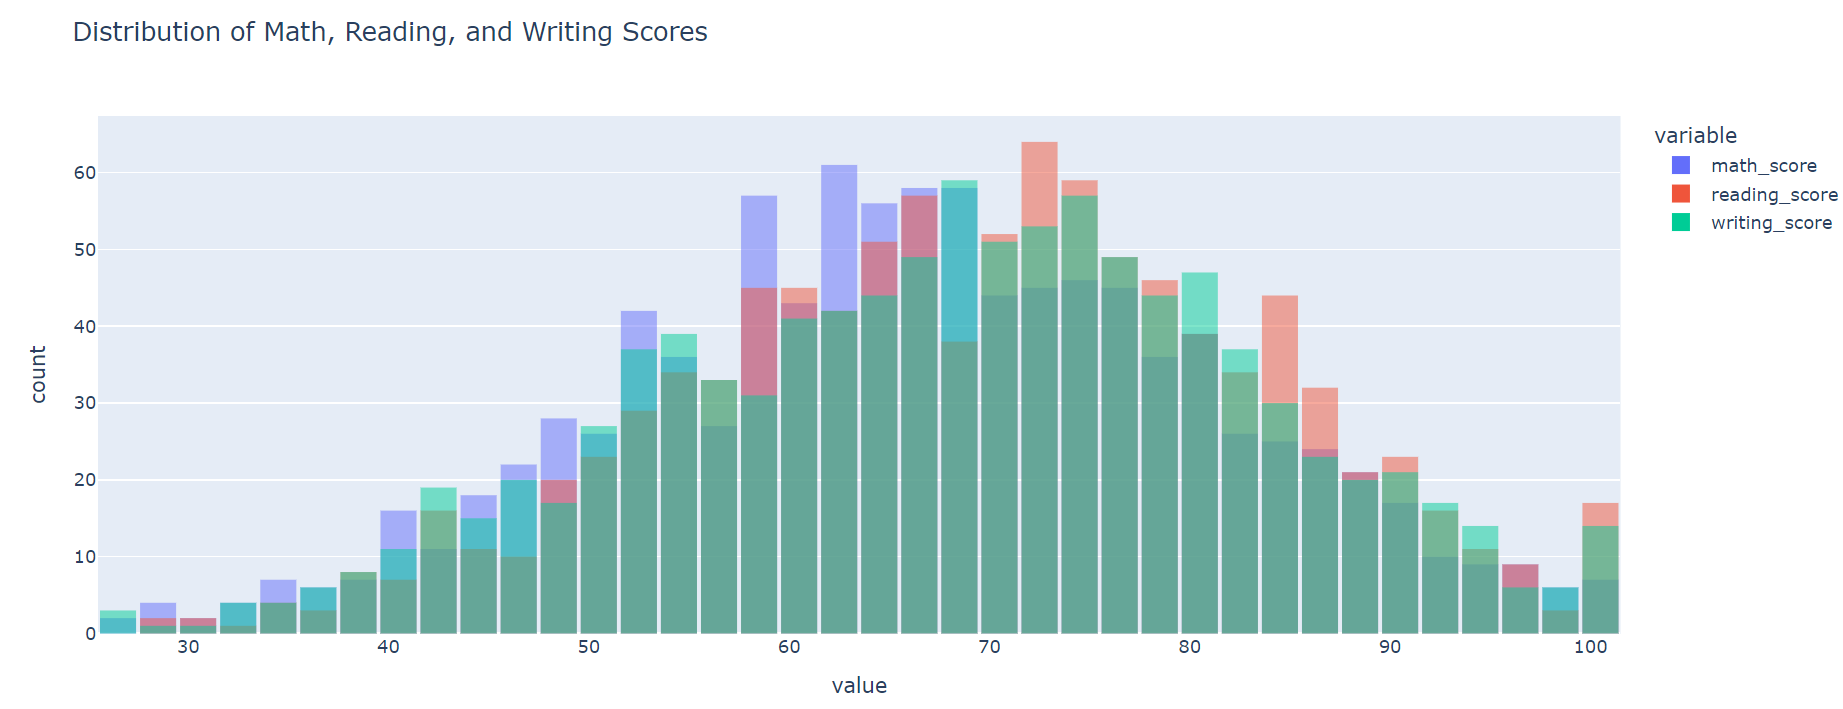 Distribution of Math, Reading, and Writing Scores
variable
math_score
reading_score
writing_score
60
50
40
30
20
10
0
count
30 40 50 60 70 80 90 100
value